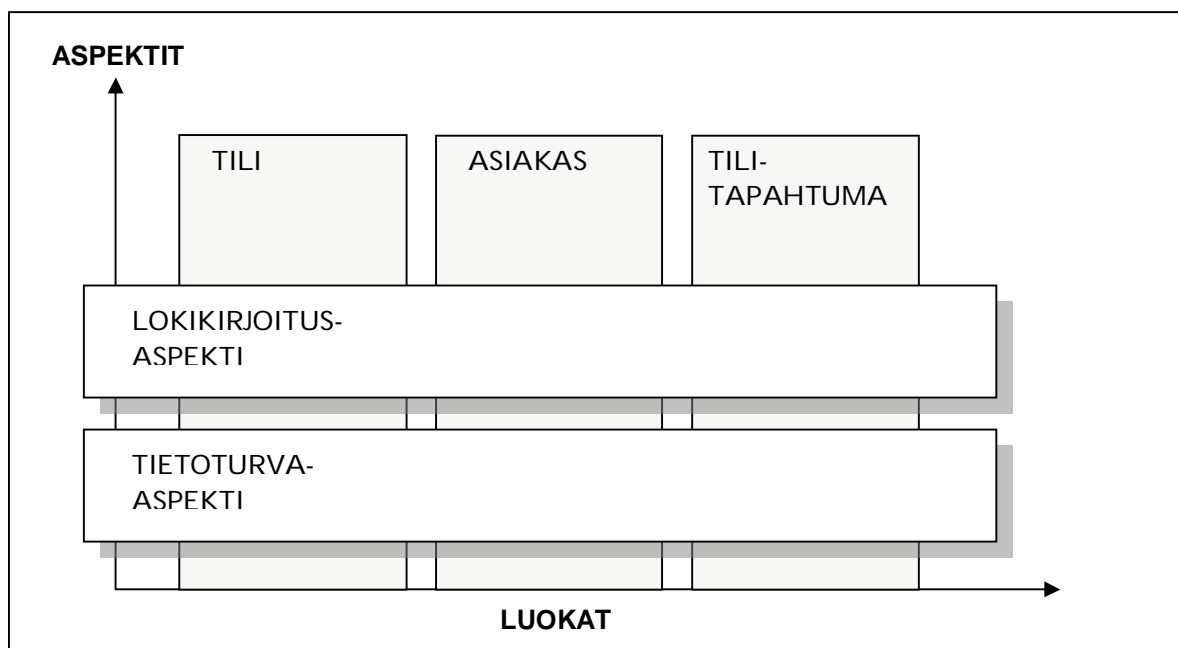 ASPEKTIT
TILI
ASIAKAS
TILI-
TAPAHTUMA
LOKIKIRJOITUS-
ASPEKTI
TIETOTURVA-
ASPEKTI
LUOKAT